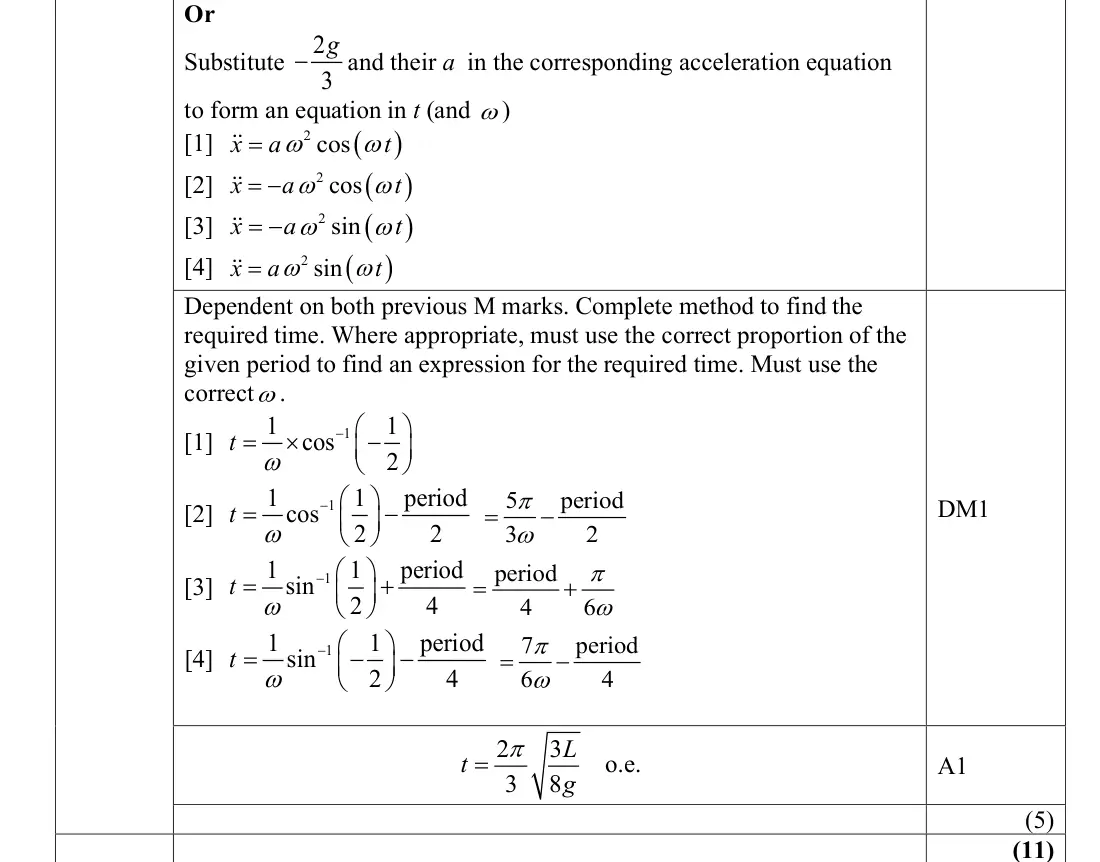 Or
Substitute −2g/3 and their a in the corresponding acceleration equation
to form an equation in t (and ω)
[1] ẍ = aω² cos(ωt)
[2] ẍ = −aω² cos(ωt)
[3] ẍ = −aω² sin(ωt)
[4] ẍ = aω² sin(ωt)
Dependent on both previous M marks. Complete method to find the
required time. Where appropriate, must use the correct proportion of the
given period to find an expression for the required time. Must use the
correct ω.
[1] t = 1/ω × cos⁻¹(−1/2)
[2] t = 1/ω cos⁻¹(1/2) − period/2 = 5π/3ω − period/2
DM1
[3] t = 1/ω sin⁻¹(1/2) + period/4 = period/4 + π/6ω
[4] t = 1/ω sin⁻¹(−1/2) − period/4 = 7π/6ω − period/4
t = 2π/3 √(3L/8g) o.e.
A1
(5)
(11)